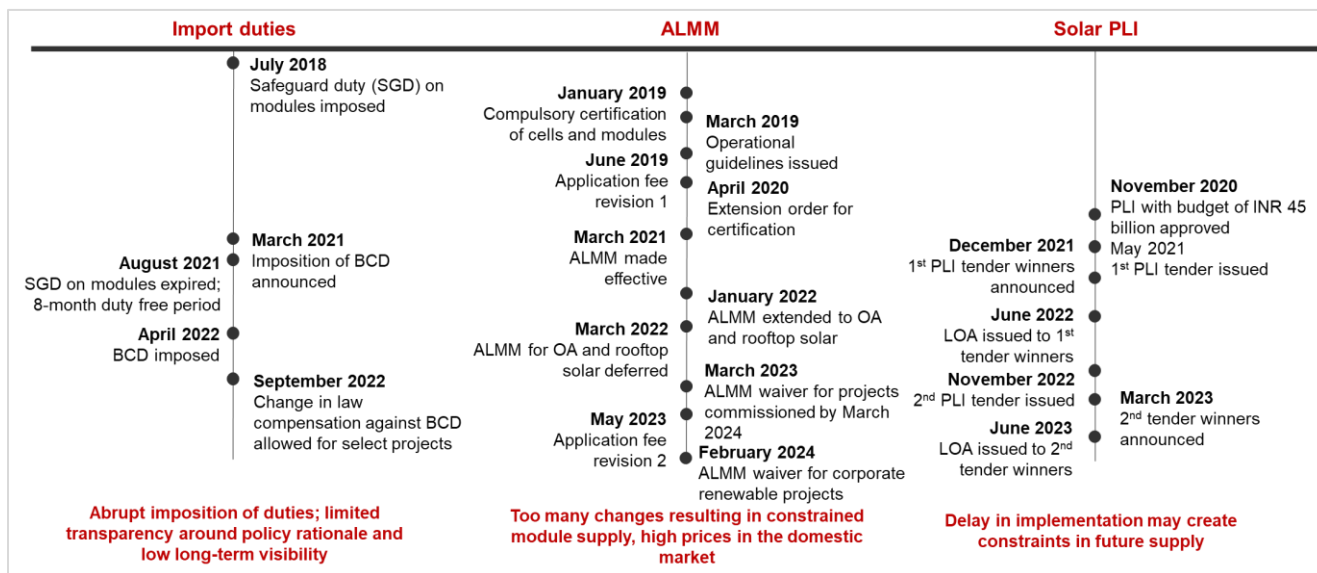 Import duties
July 2018
Safeguard duty (SGD) on
modules imposed
March 2021
Imposition of BCD
announced
August 2021
SGD on modules expired;
8-month duty free period
April 2022
BCD imposed
September 2022
Change in law
compensation against BCD
allowed for select projects
Abrupt imposition of duties; limited
transparency around policy rationale and
low long-term visibility
ALMM
January 2019
Compulsory certification
of cells and modules
March 2019
Operational
guidelines issued
June 2019
Application fee
revision 1
April 2020
Extension order for
certification
March 2021
ALMM made
effective
January 2022
ALMM extended to OA
and rooftop solar
March 2022
ALMM for OA and rooftop
solar deferred
March 2023
ALMM waiver for projects
commissioned by March
2024
May 2023
Application fee
revision 2
February 2024
ALMM waiver for corporate
renewable projects
Too many changes resulting in constrained
module supply, high prices in the domestic
market
Solar PLI
November 2020
PLI with budget of INR 45
billion approved
May 2021
1st PLI tender issued
December 2021
1st PLI tender winners
announced
June 2022
LOA issued to 1st
tender winners
November 2022
2nd PLI tender issued
March 2023
2nd tender winners
announced
June 2023
LOA issued to 2nd
tender winners
Delay in implementation may create
constraints in future supply